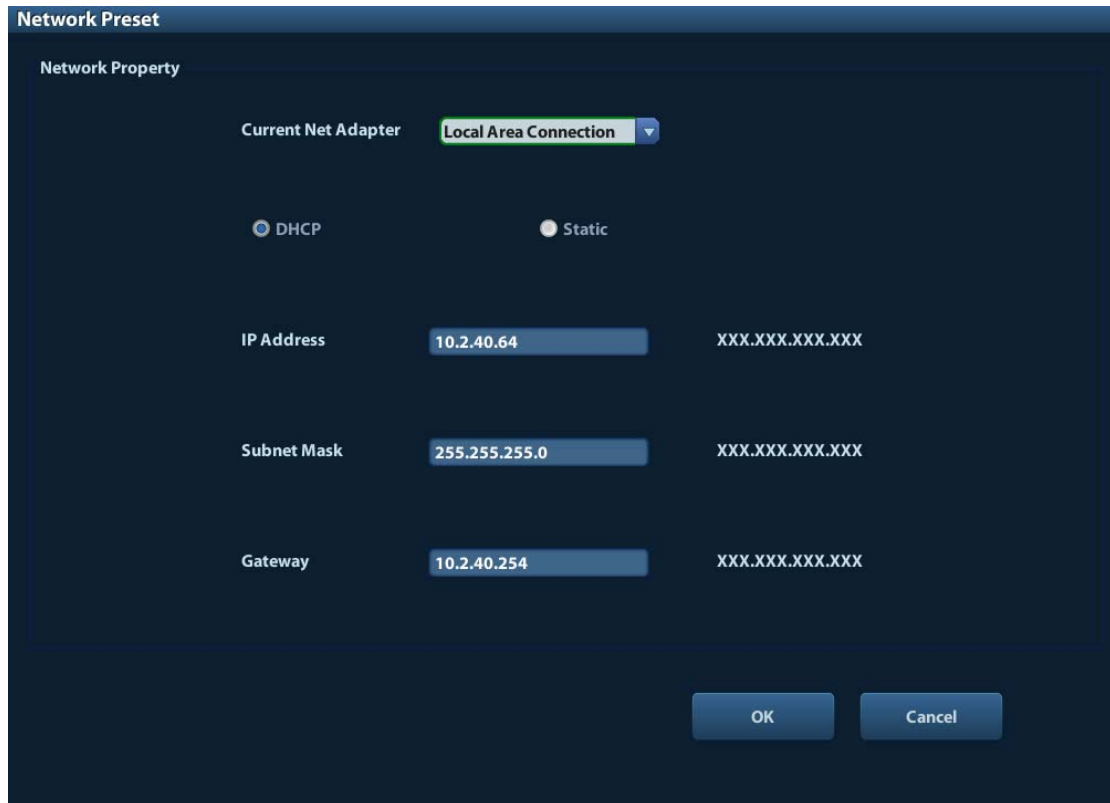 Network Preset
Network Property
Current Net Adapter Local Area Connection
DHCP Static
IP Address 10.2.40.64 XXX.XXX.XXX.XXX
Subnet Mask 255.255.255.0 XXX.XXX.XXX.XXX
Gateway 10.2.40.254 XXX.XXX.XXX.XXX
OK Cancel